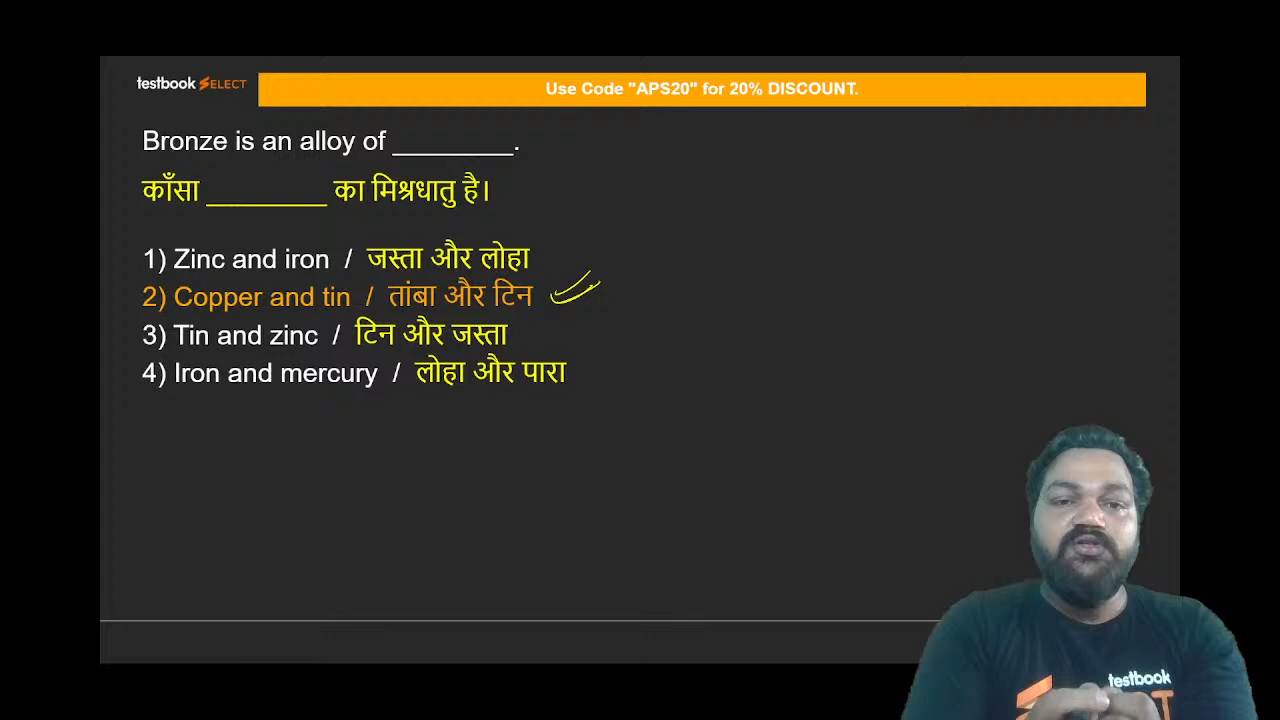 testbook SELECT
Use Code "APS20" for 20% DISCOUNT.
Bronze is an alloy of ________.
काँसा ________ का मिश्रधातु है।
1) Zinc and iron / जस्ता और लोहा
2) Copper and tin / तांबा और टिन
3) Tin and zinc / टिन और जस्ता
4) Iron and mercury / लोहा और पारा
testbook